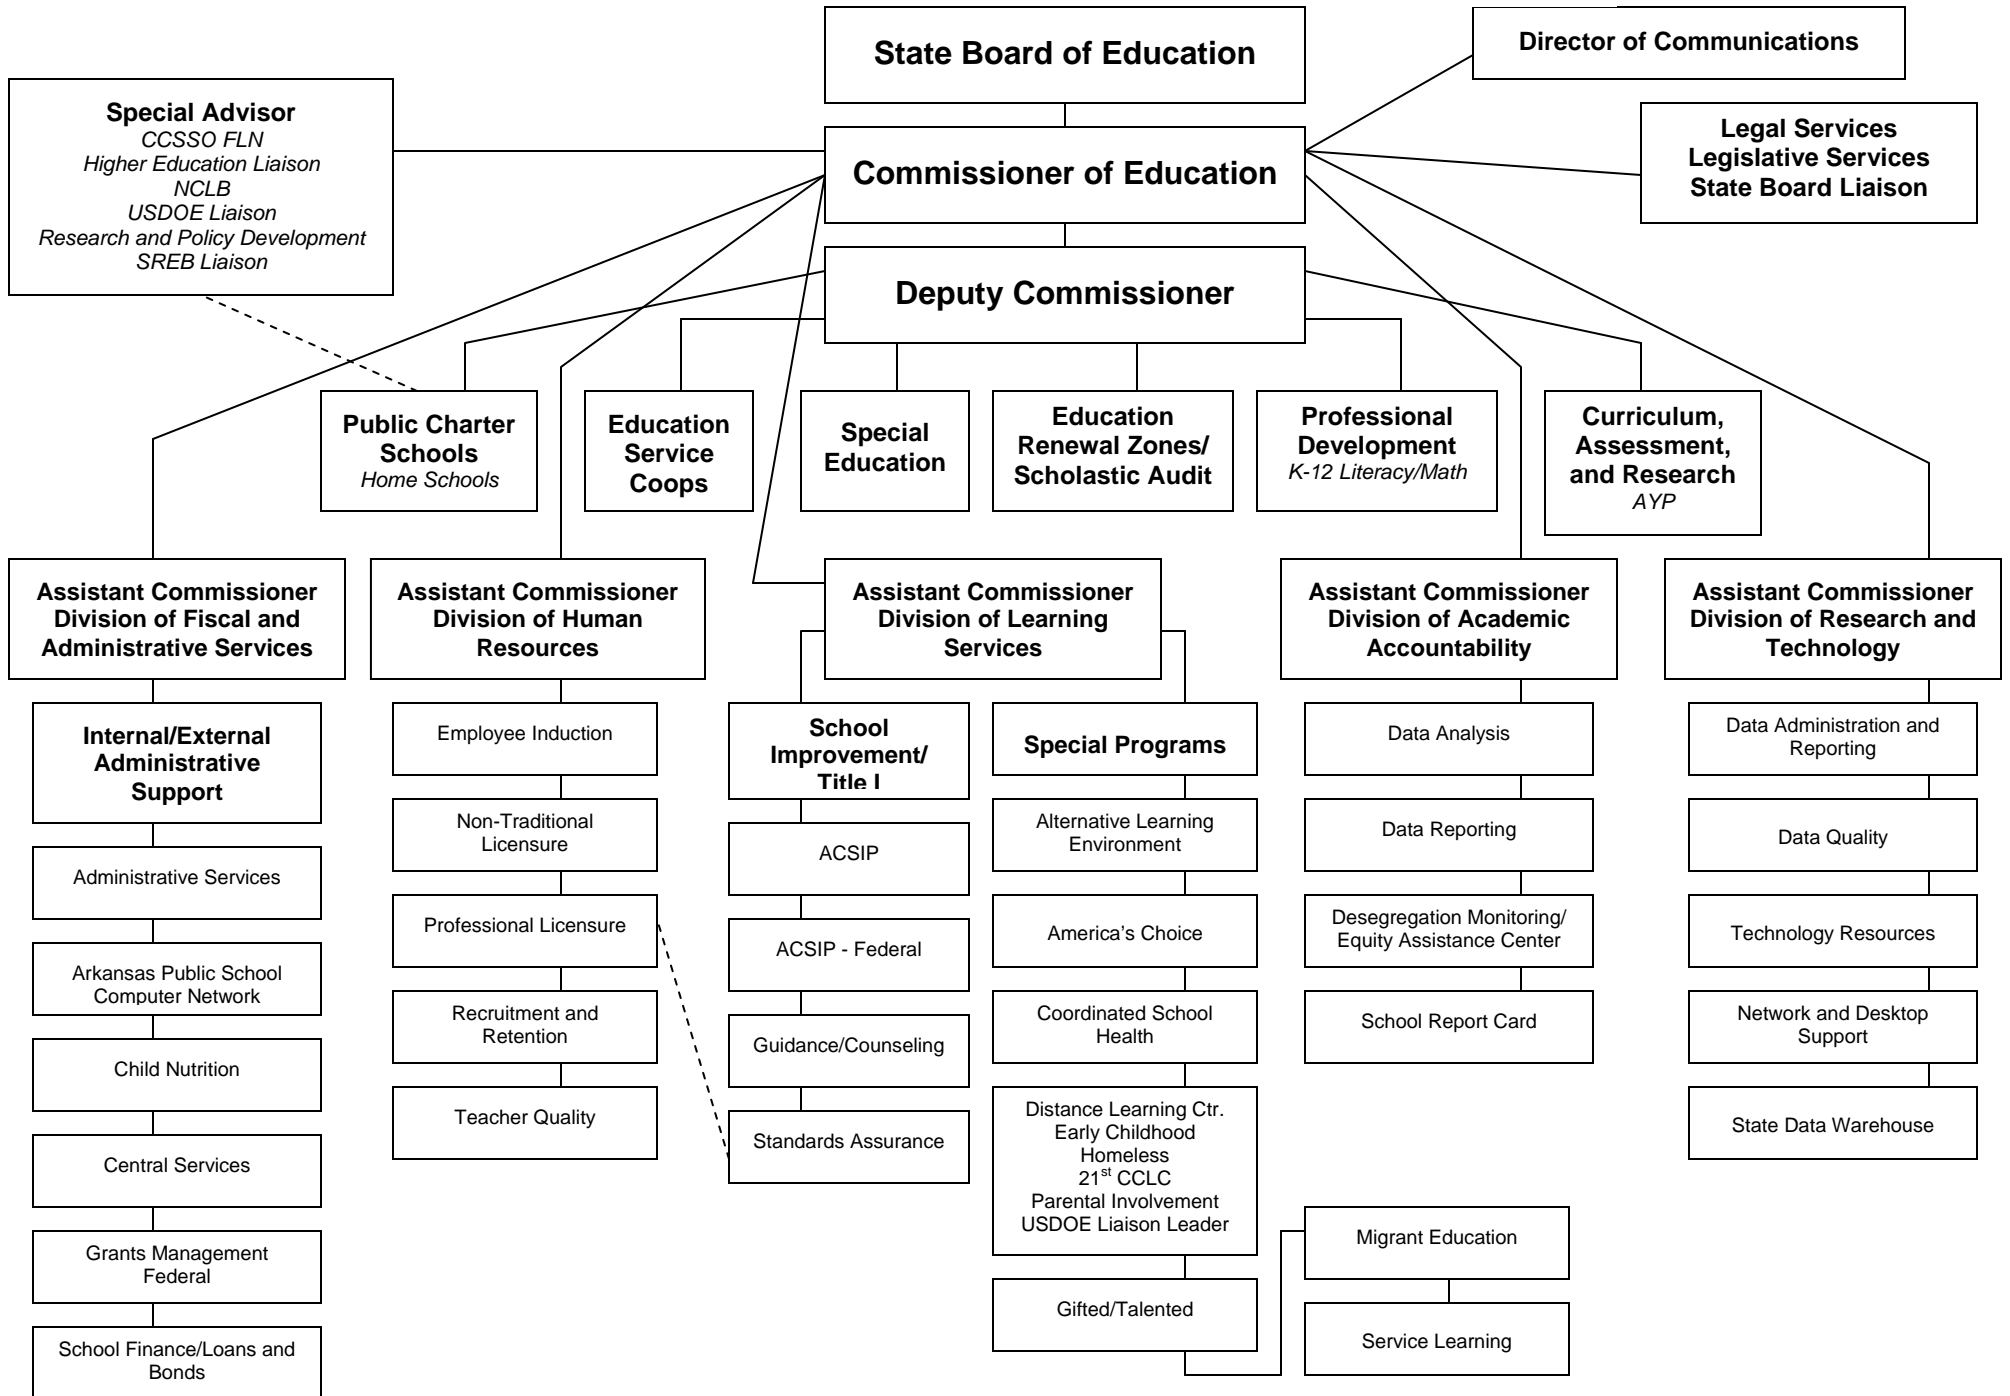 State Board of Education
Director of Communications
Special Advisor
CCSSO FLN
Higher Education Liaison
NCLB
USDOE Liaison
Research and Policy Development
SREB Liaison
Legal Services
Legislative Services
State Board Liaison
Commissioner of Education
Deputy Commissioner
Public Charter
Schools
Home Schools
Education
Service
Coops
Special
Education
Education
Renewal Zones/
Scholastic Audit
Professional
Development
K-12 Literacy/Math
Curriculum,
Assessment,
and Research
AYP
Assistant Commissioner
Division of Fiscal and
Administrative Services
Assistant Commissioner
Division of Human
Resources
Assistant Commissioner
Division of Learning
Services
Assistant Commissioner
Division of Academic
Accountability
Assistant Commissioner
Division of Research and
Technology
Internal/External
Administrative
Support
Administrative Services
Arkansas Public School
Computer Network
Child Nutrition
Central Services
Grants Management
Federal
School Finance/Loans and
Bonds
Employee Induction
Non-Traditional
Licensure
Professional Licensure
Recruitment and
Retention
Teacher Quality
School
Improvement/
Title I
ACSIP
ACSIP - Federal
Guidance/Counseling
Standards Assurance
Special Programs
Alternative Learning
Environment
America's Choice
Coordinated School
Health
Distance Learning Ctr.
Early Childhood
Homeless
21st CCLC
Parental Involvement
USDOE Liaison Leader
Gifted/Talented
Migrant Education
Service Learning
Data Analysis
Data Reporting
Desegregation Monitoring/
Equity Assistance Center
School Report Card
Data Administration and
Reporting
Data Quality
Technology Resources
Network and Desktop
Support
State Data Warehouse